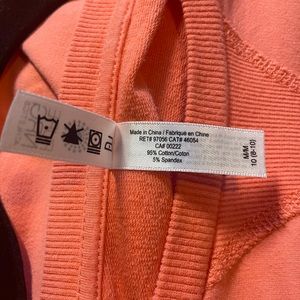 Made in China / Fabriqué en Chine
RET# 97056 CAT# 46054
CA# 00222
95% Cotton/Coton
5% Spandex
M/M
10 (8-10)